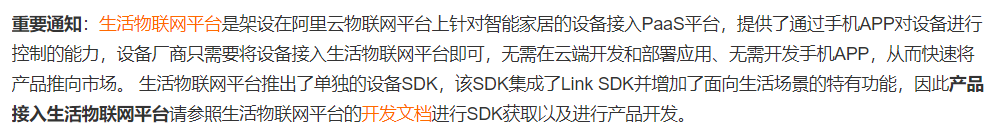 重要通知：生活物联网平台是架设在阿里云物联网平台上针对智能家居的设备接入PaaS平台，提供了通过手机APP对设备进行
控制的能力，设备厂商只需要将设备接入生活物联网平台即可，无需在云端开发和部署应用、无需开发手机APP，从而快速将
产品推向市场。 生活物联网平台推出了单独的设备SDK，该SDK集成了Link SDK并增加了面向生活场景的特有功能，因此产品
接入生活物联网平台请参照生活物联网平台的开发文档进行SDK获取以及进行产品开发。